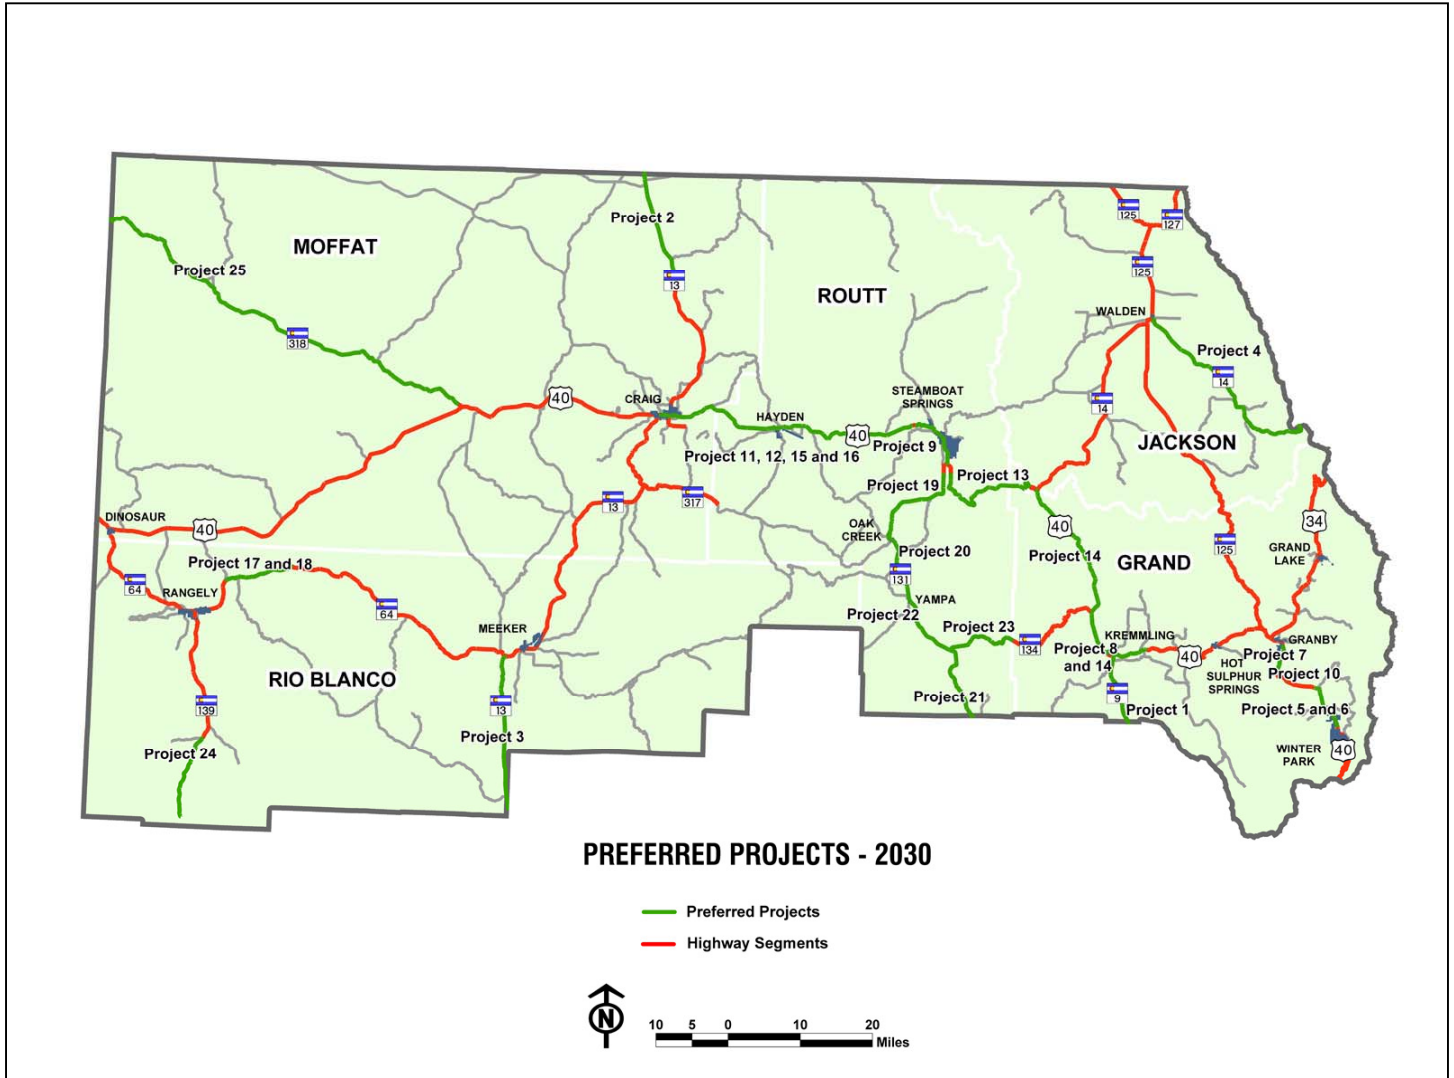 125
127
Project 2
MOFFAT
125
Project 25
13
ROUTT
WALDEN
318
Project 4
14
STEAMBOAT
SPRINGS
40
CRAIG
14
HAYDEN
40
Project 9
JACKSON
Project 11, 12, 15 and 16
Project 13
Project 19
13
317
DINOSAUR
40
OAK
CREEK
40
34
125
Project 20
Project 14
GRAND
GRAND
LAKE
Project 17 and 18
131
64
RANGELY
YAMPA
64
Project 22
MEEKER
Project 23
134
KREMMLING
GRANBY
Project 8
and 14
40
Project 7
HOT
SULPHUR
SPRINGS
Project 10
RIO BLANCO
139
13
Project 21
9
Project 1
Project 5 and 6
Project 3
Project 24
WINTER
PARK
40
PREFERRED PROJECTS - 2030
Preferred Projects
Highway Segments
N
10 5 0 10 20
Miles